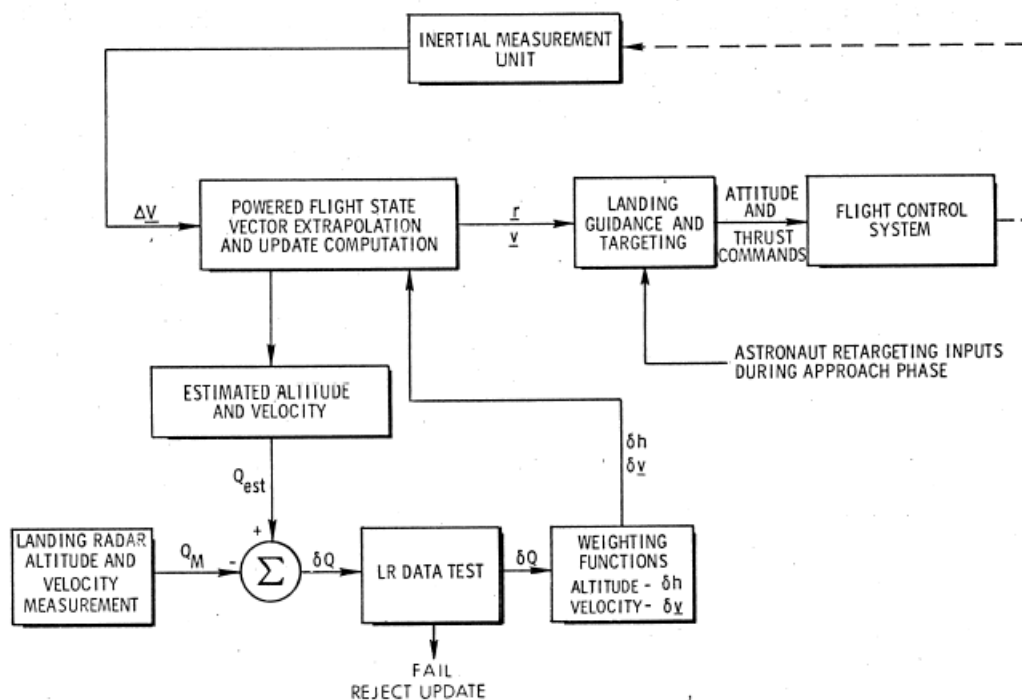 INERTIAL MEASUREMENT
UNIT
ΔV
POWERED FLIGHT STATE
VECTOR EXTRAPOLATION
AND UPDATE COMPUTATION
r
v
LANDING
GUIDANCE AND
TARGETING
ATTITUDE
AND
THRUST
COMMANDS
FLIGHT CONTROL
SYSTEM
ASTRONAUT RETARGETING INPUTS
DURING APPROACH PHASE
ESTIMATED ALTITUDE
AND VELOCITY
δh
δv
Qest
+
LANDING RADAR
ALTITUDE AND
VELOCITY
MEASUREMENT
QM
-
Σ
δQ
LR DATA TEST
δQ
WEIGHTING
FUNCTIONS
ALTITUDE - δh
VELOCITY - δv
FAIL
REJECT UPDATE